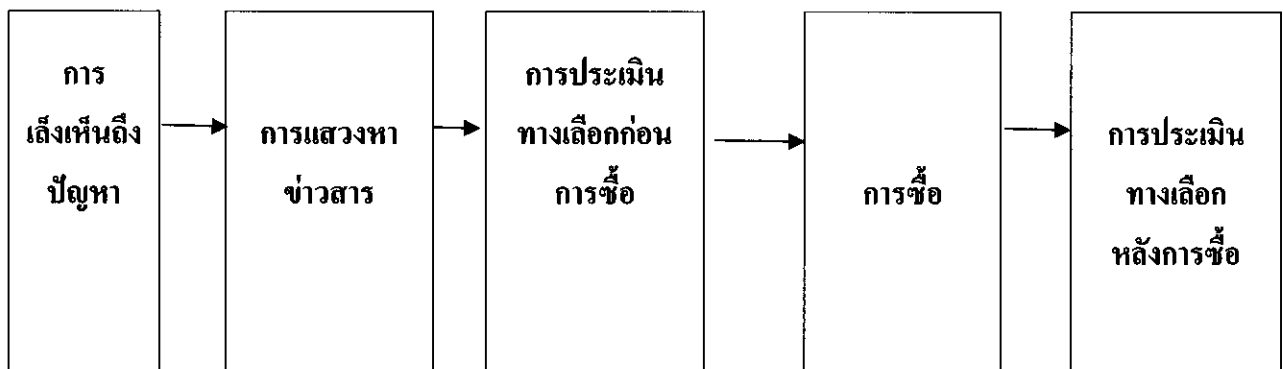 การ
เล็งเห็นถึง
ปัญหา
การแสวงหา
ข่าวสาร
การประเมิน
ทางเลือกก่อน
การซื้อ
การซื้อ
การประเมิน
ทางเลือก
หลังการซื้อ